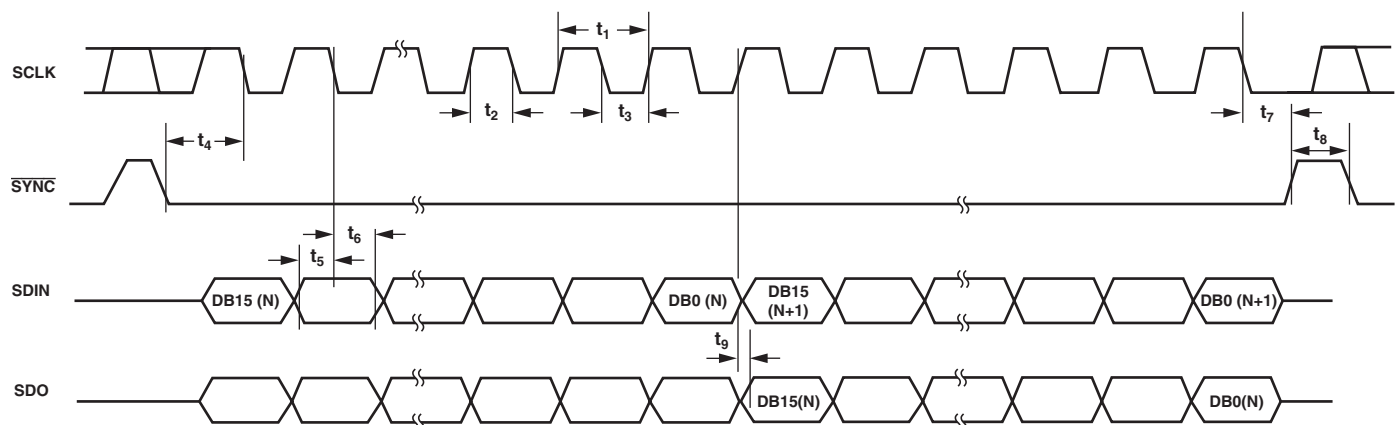 t1
SCLK
t2
t3
t7
t4
t8
SYNC
t6
t5
SDIN
DB15 (N)
DB0 (N)
DB15
(N+1)
DB0 (N+1)
t9
SDO
DB15(N)
DB0(N)